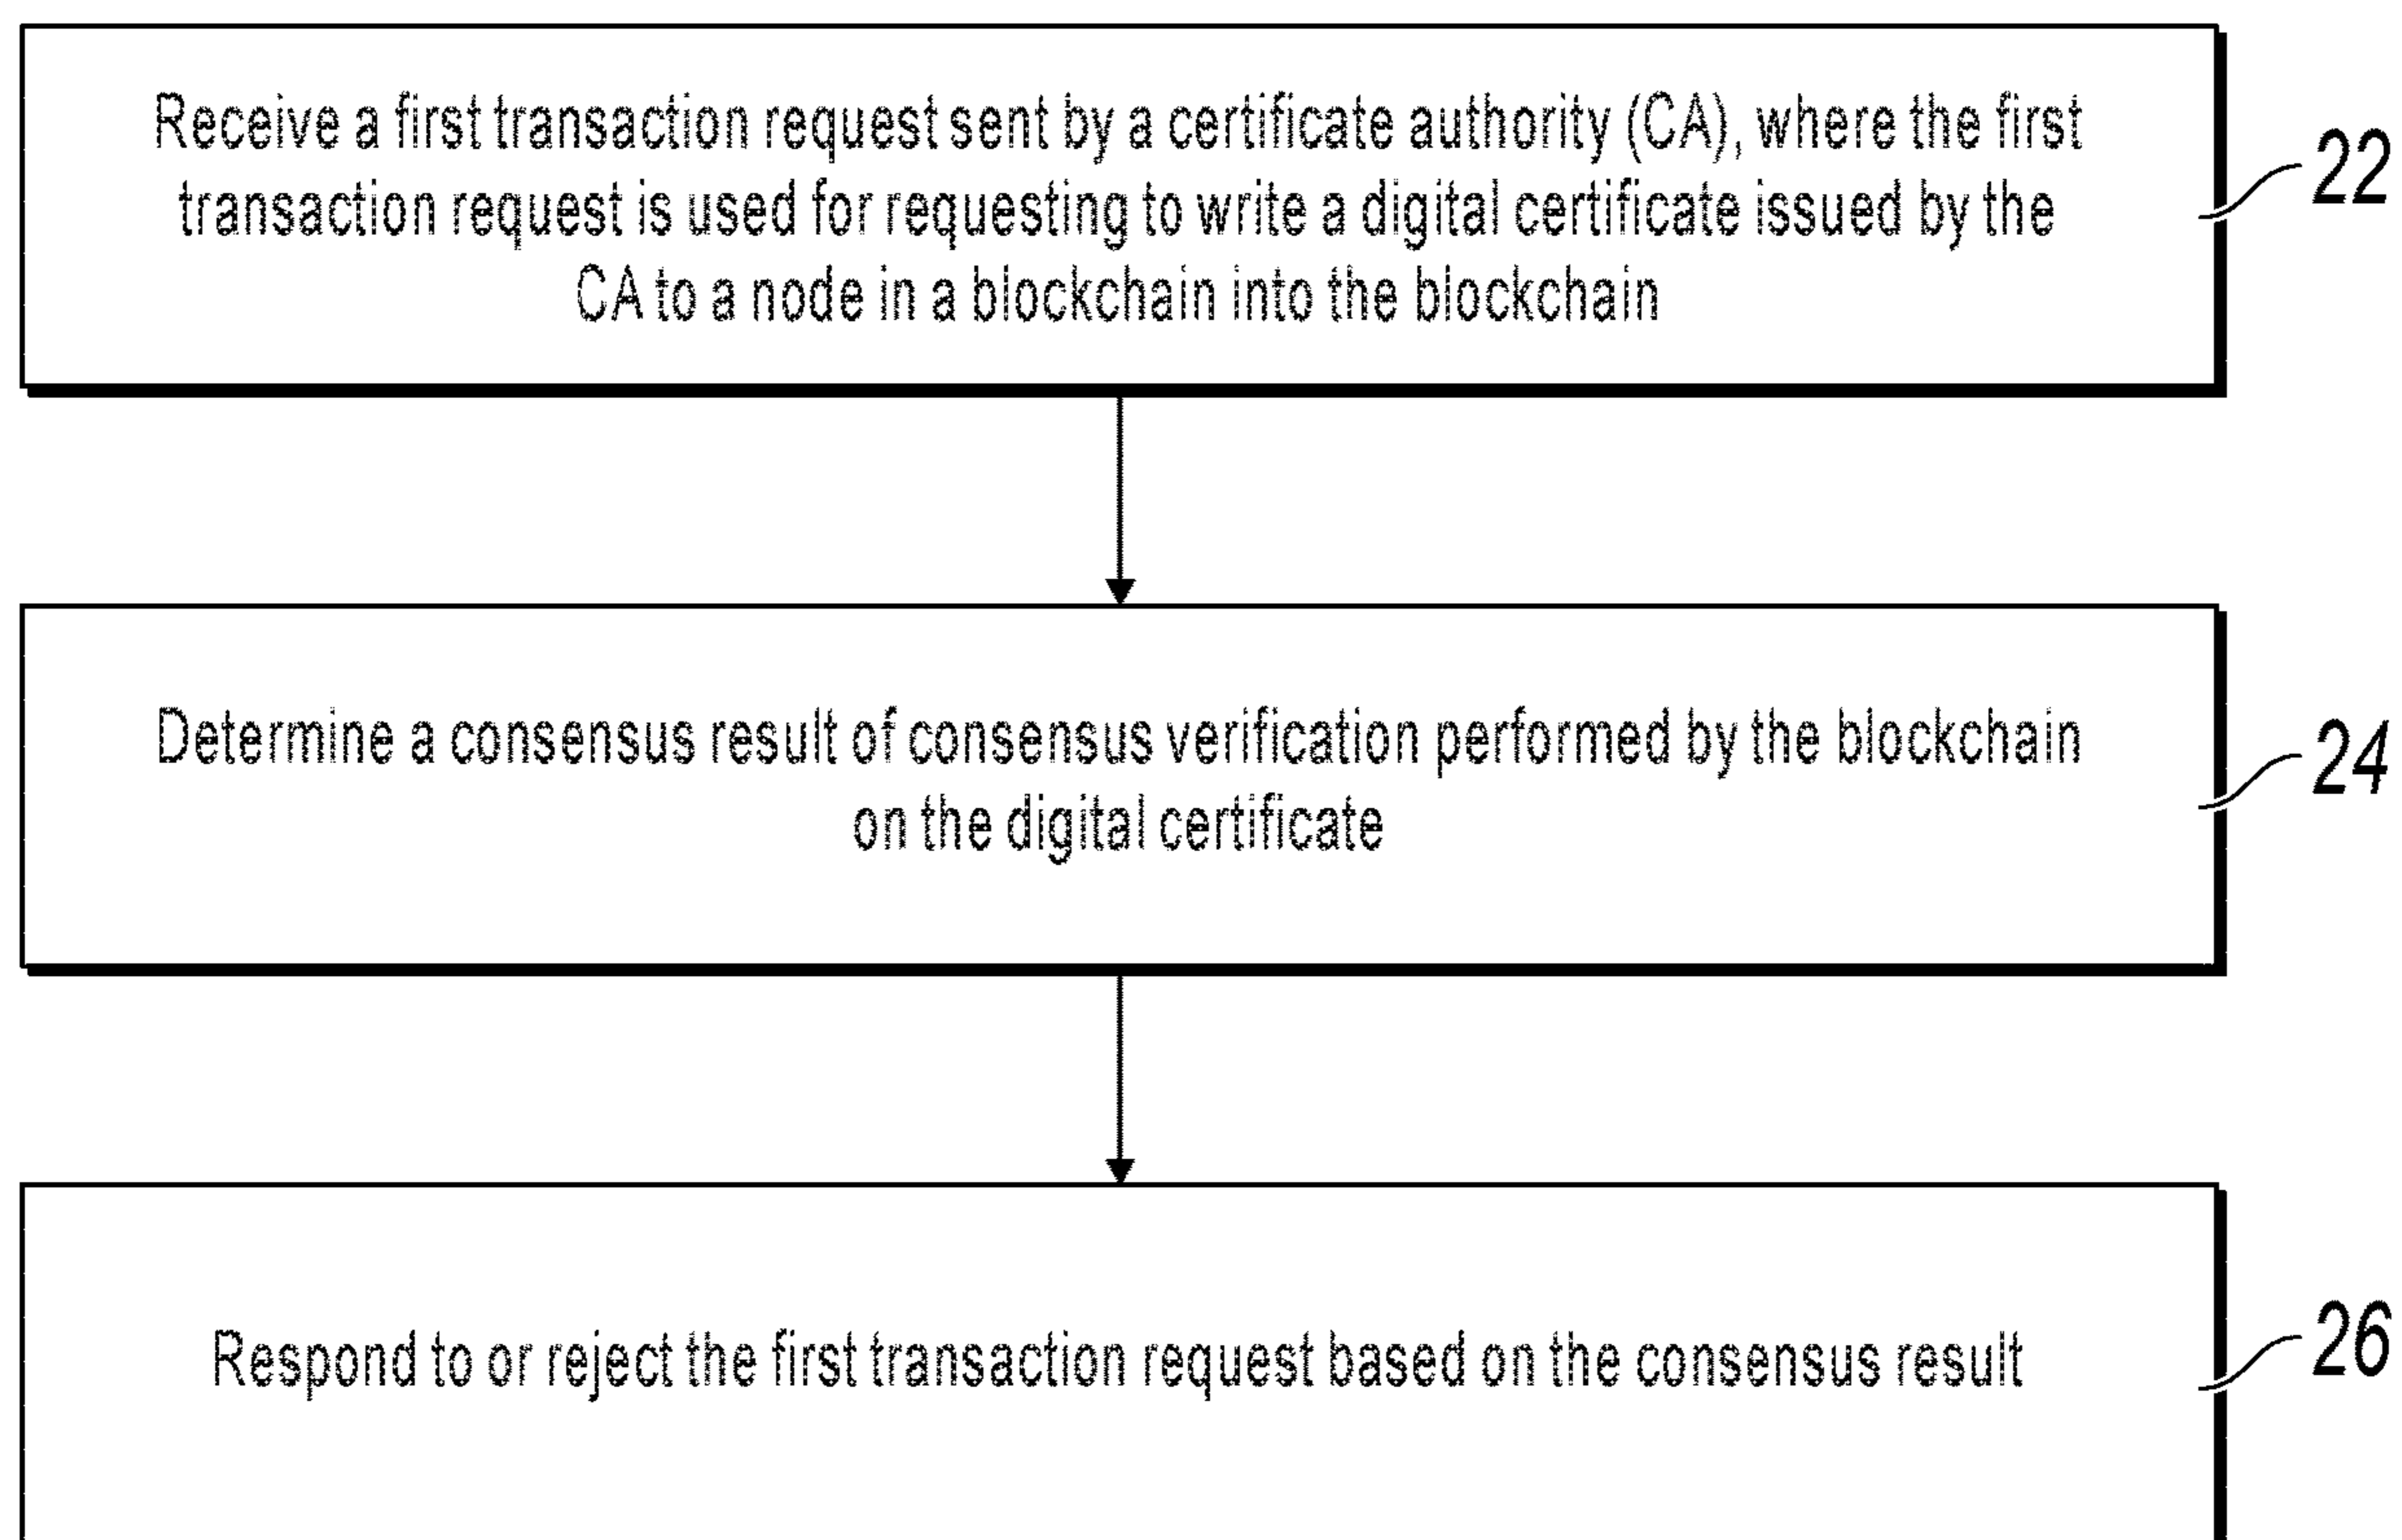 Receive a first transaction request sent by a certificate authority (CA), where the first
transaction request is used for requesting to write a digital certificate issued by the
CA to a node in a blockchain into the blockchain
22
Determine a consensus result of consensus verification performed by the blockchain
on the digital certificate
24
Respond to or reject the first transaction request based on the consensus result
26